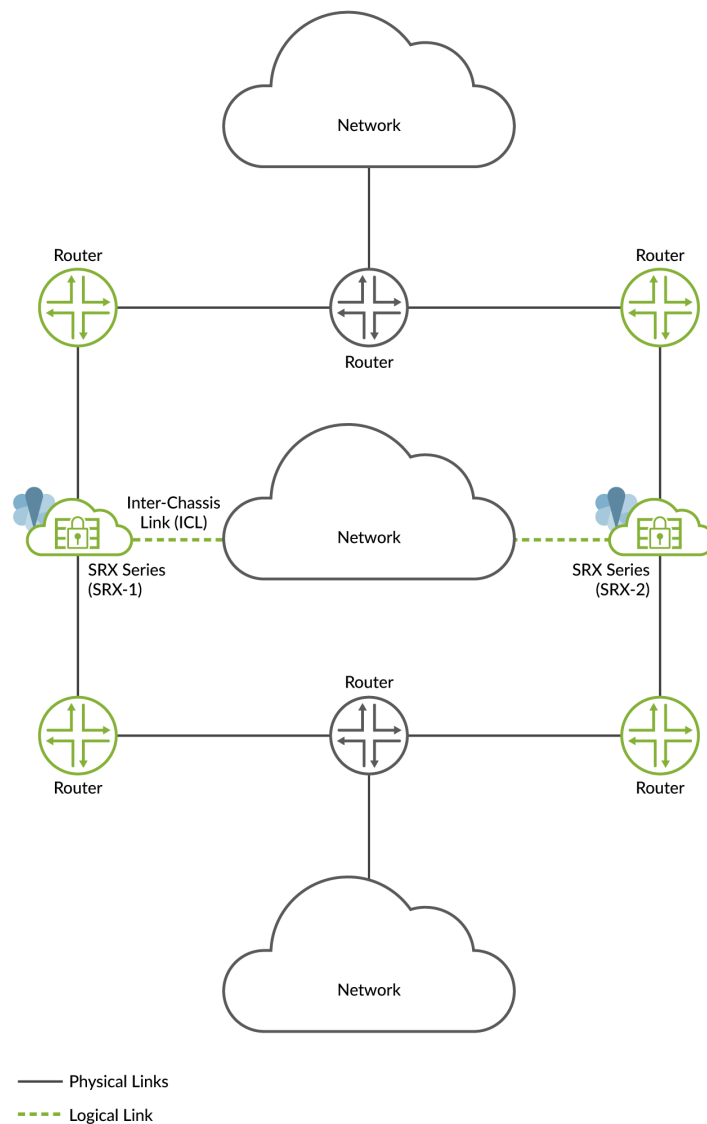 Network
Router
Router
Router
Inter-Chassis
Link (ICL)
Network
SRX Series
(SRX-1)
SRX Series
(SRX-2)
Router
Router
Router
Network
Physical Links
Logical Link